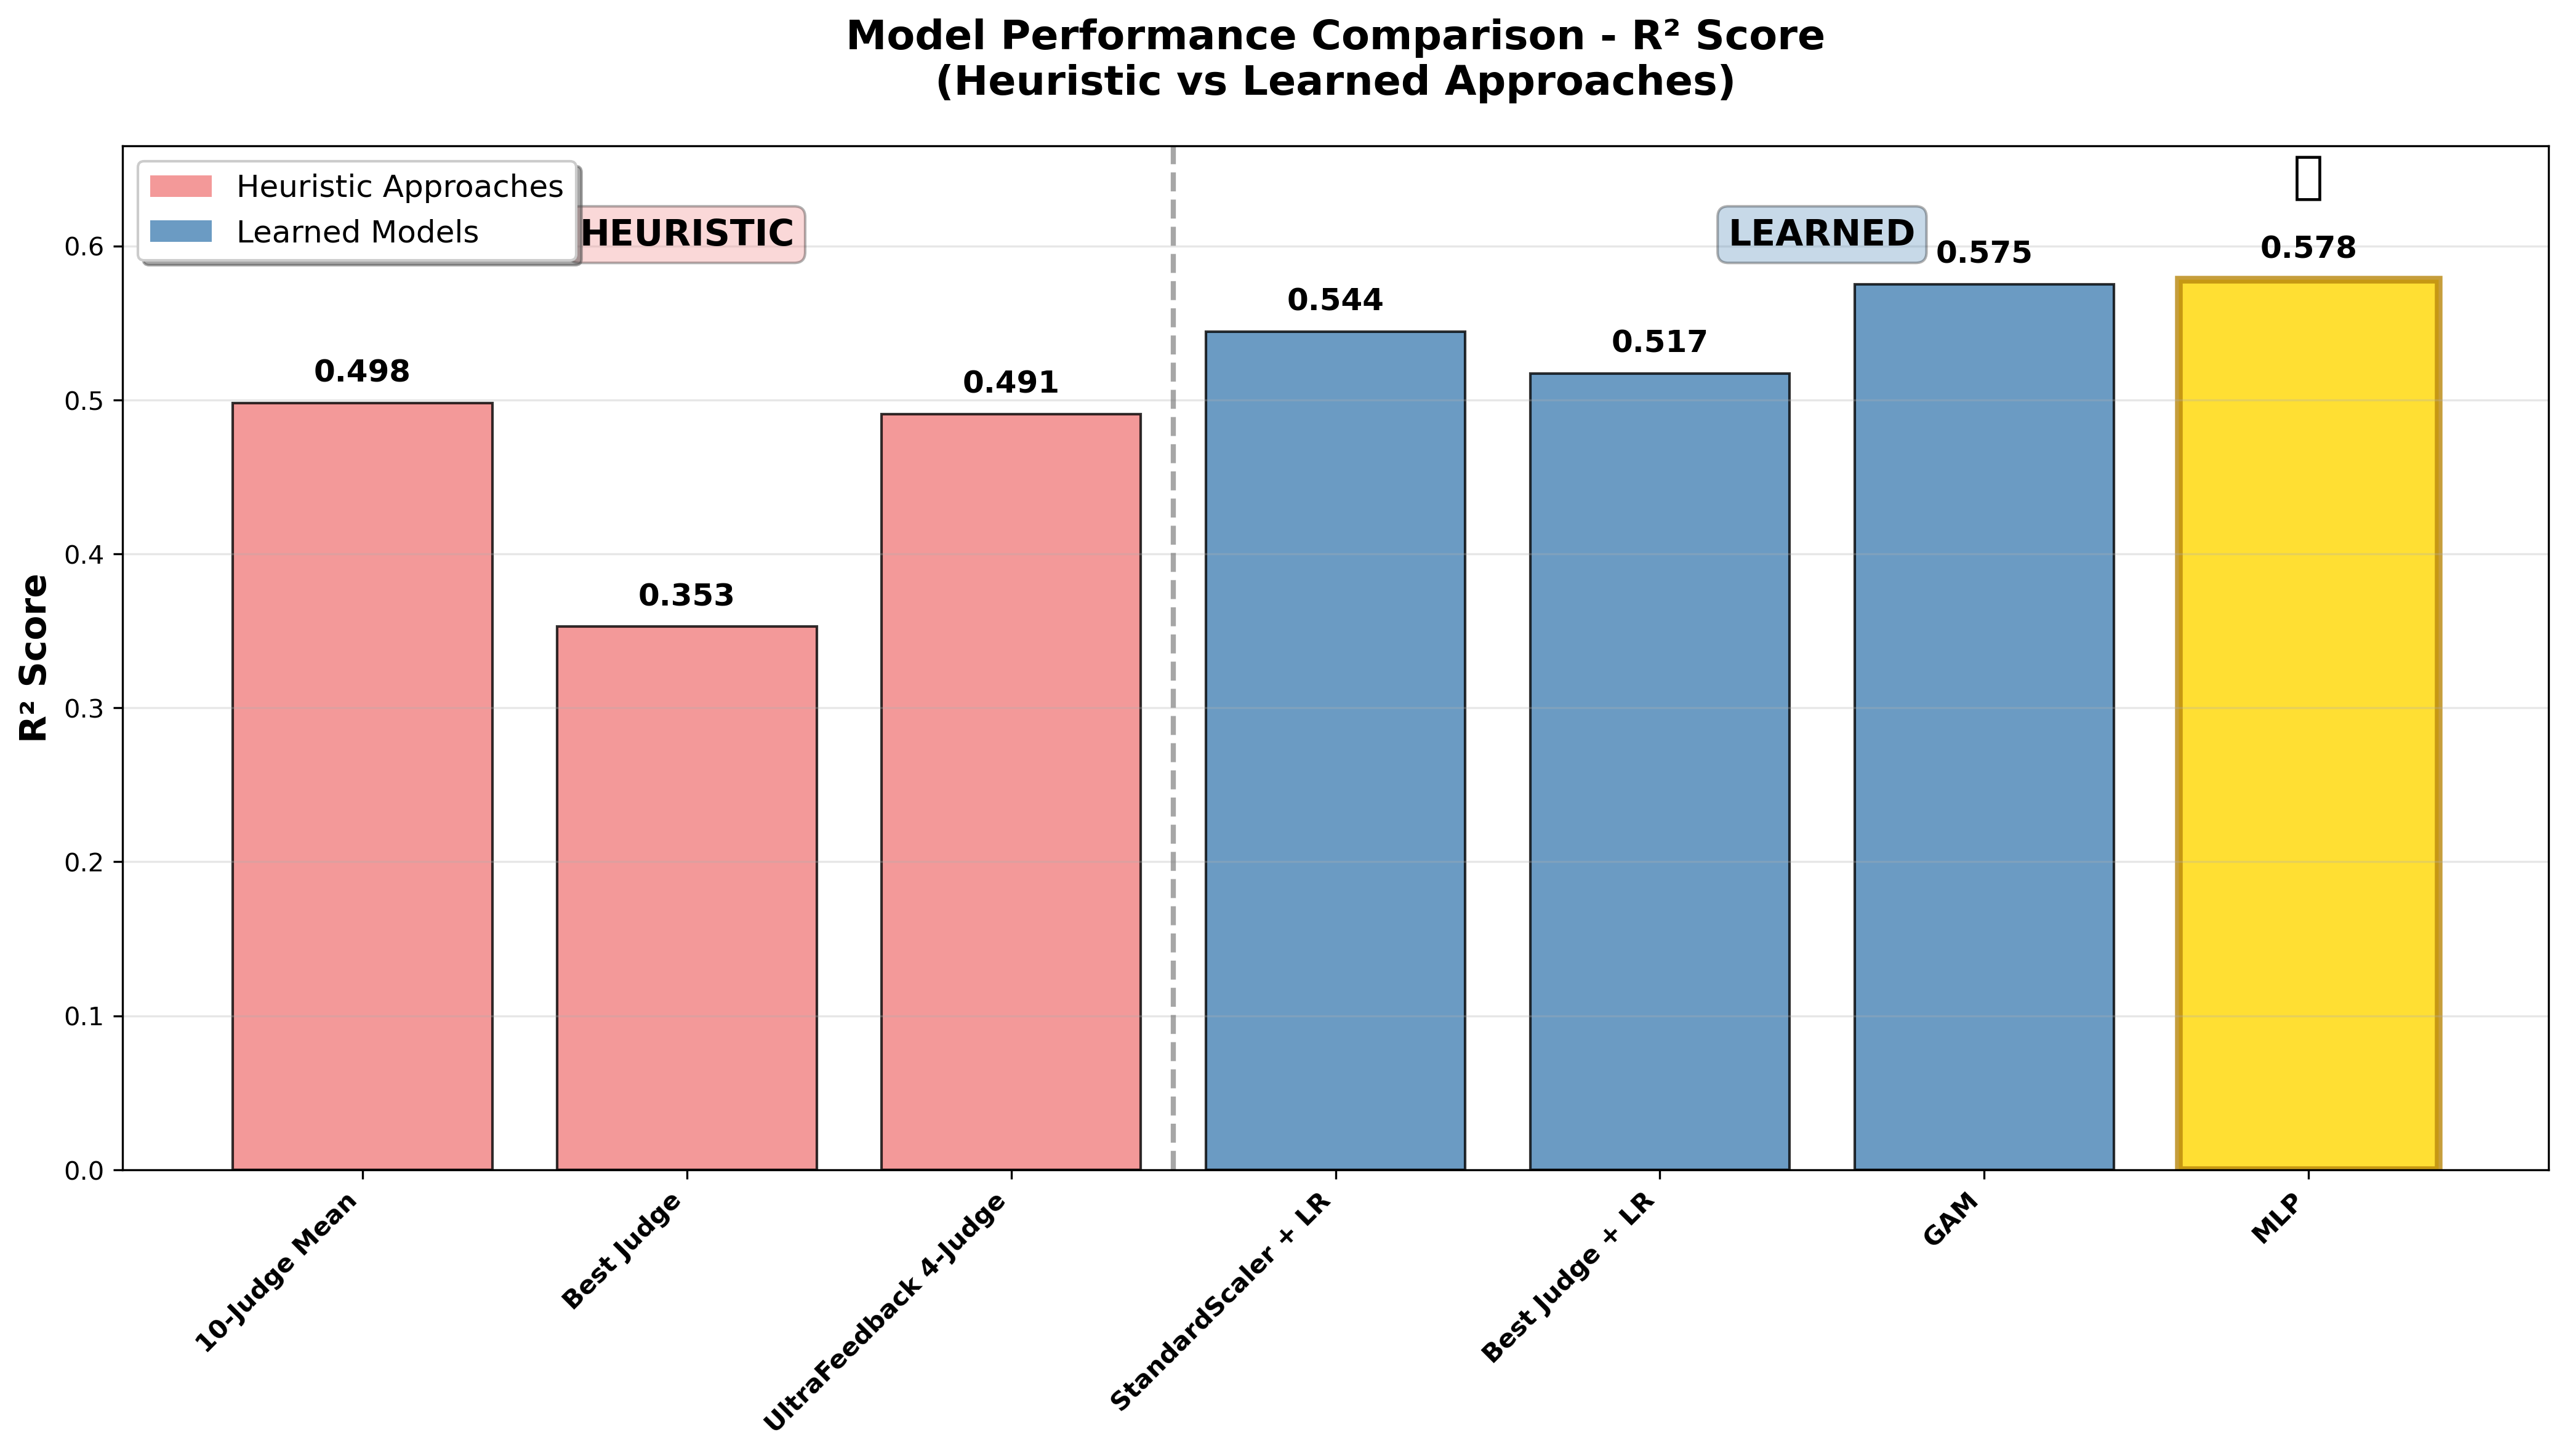 Model Performance Comparison - R² Score
(Heuristic vs Learned Approaches)
Heuristic Approaches
Learned Models
HEURISTIC
LEARNED
0.498
0.353
0.491
0.544
0.517
0.575
0.578
R² Score
0.6
0.5
0.4
0.3
0.2
0.1
0.0
10-Judge Mean
Best Judge
UltraFeedback 4-Judge
StandardScaler + LR
Best Judge + LR
GAM
MLP